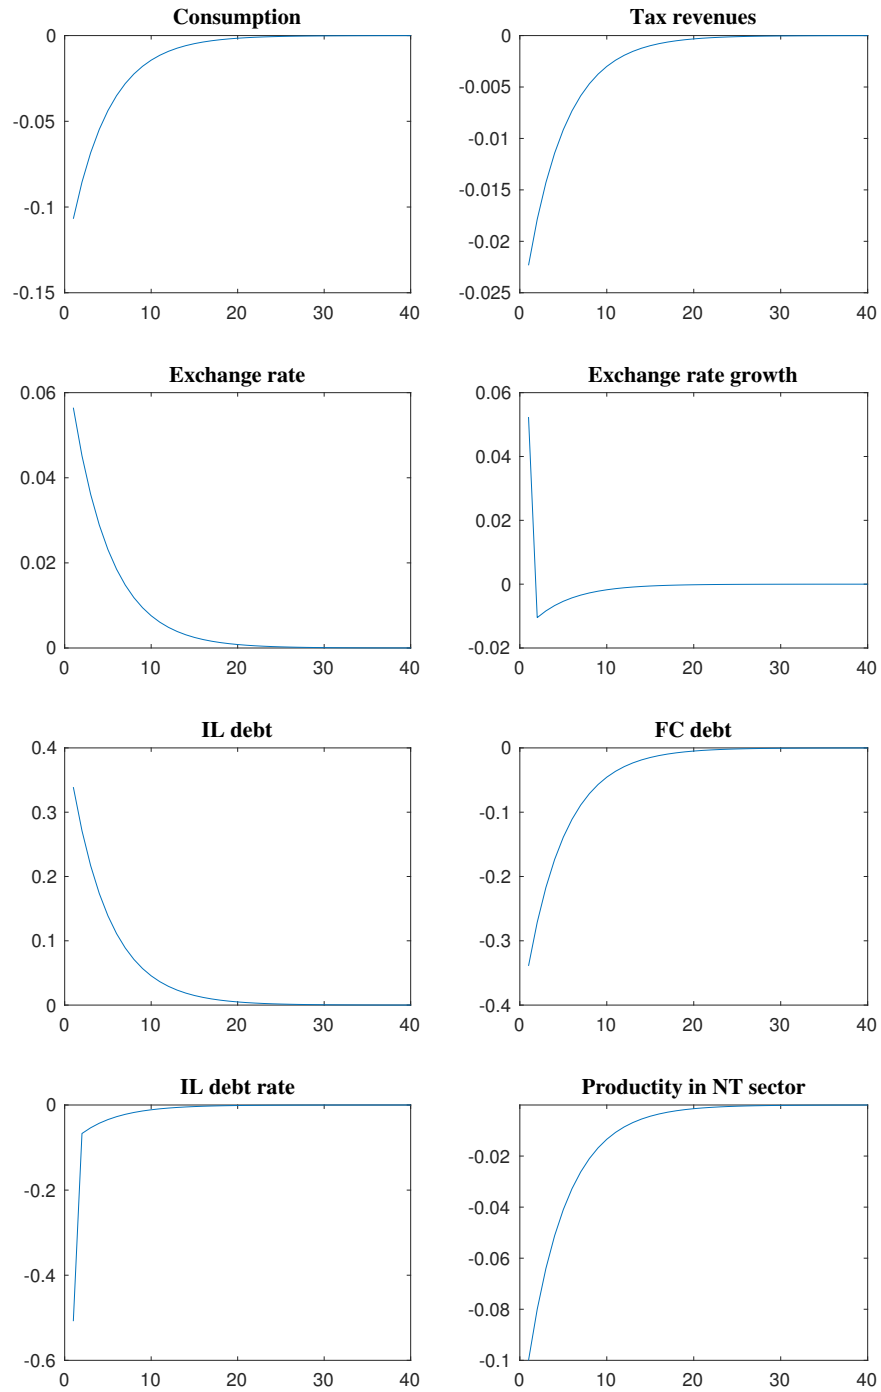 Consumption
0
-0.05
-0.1
-0.15
0 10 20 30 40
Tax revenues
0
-0.005
-0.01
-0.015
-0.02
-0.025
0 10 20 30 40
Exchange rate
0.06
0.04
0.02
0
0 10 20 30 40
Exchange rate growth
0.06
0.04
0.02
0
-0.02
0 10 20 30 40
IL debt
0.4
0.3
0.2
0.1
0
0 10 20 30 40
FC debt
0
-0.1
-0.2
-0.3
-0.4
0 10 20 30 40
IL debt rate
0
-0.2
-0.4
-0.6
0 10 20 30 40
Productity in NT sector
-0.02
-0.04
-0.06
-0.08
-0.1
0 10 20 30 40